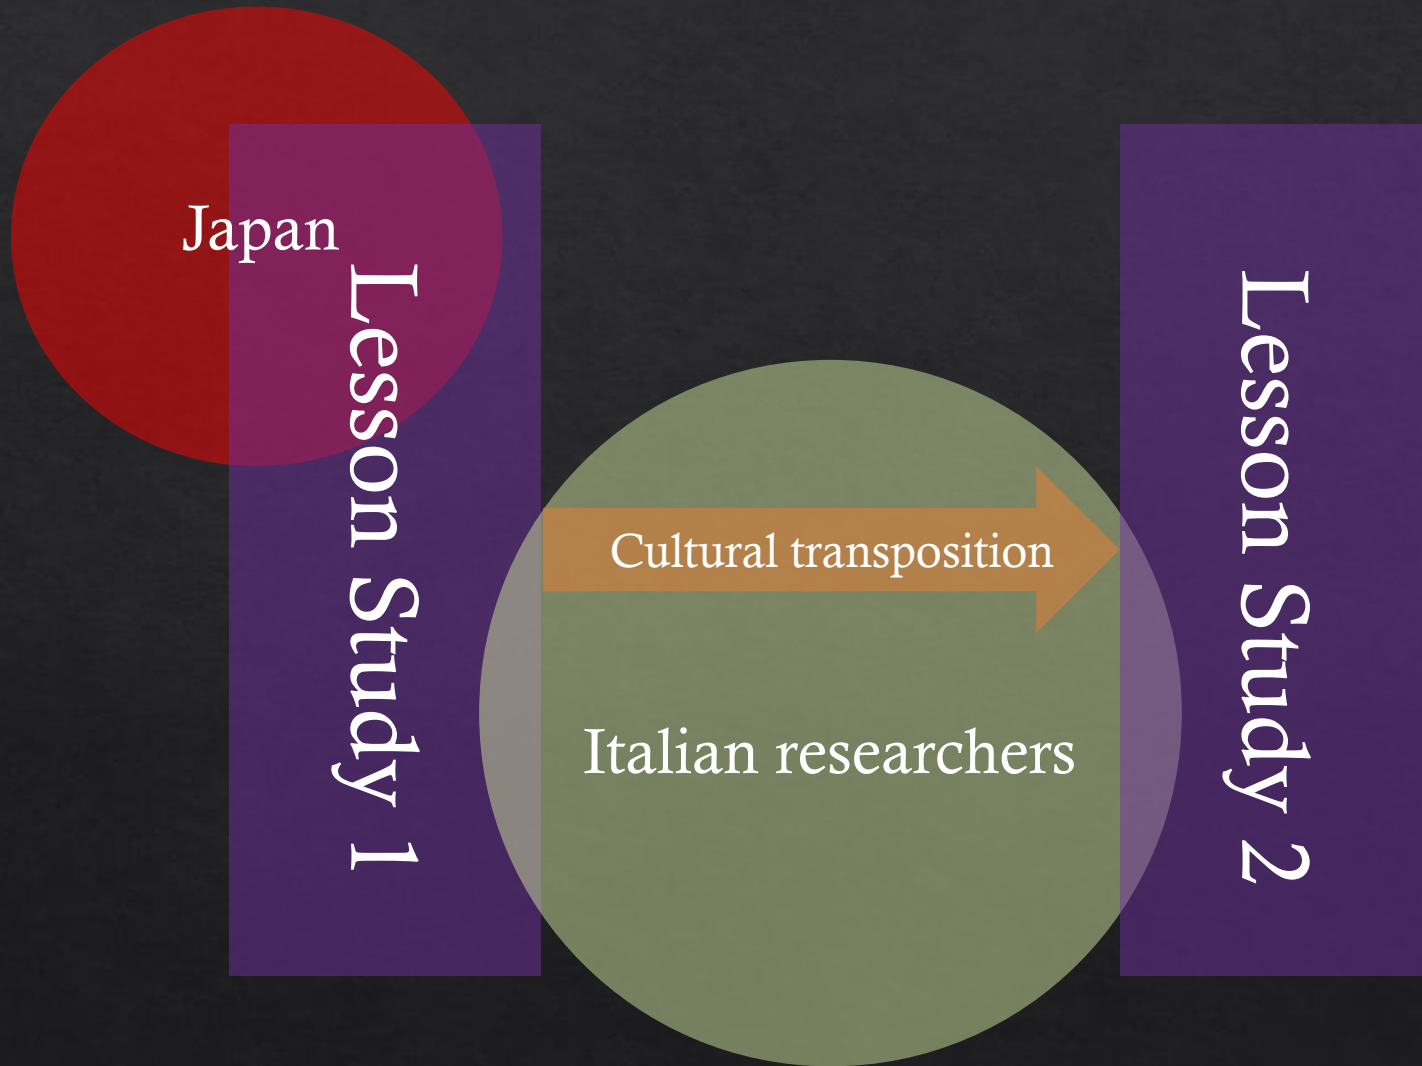 Japan
Lesson Study 1
Cultural transposition
Italian researchers
Lesson Study 2